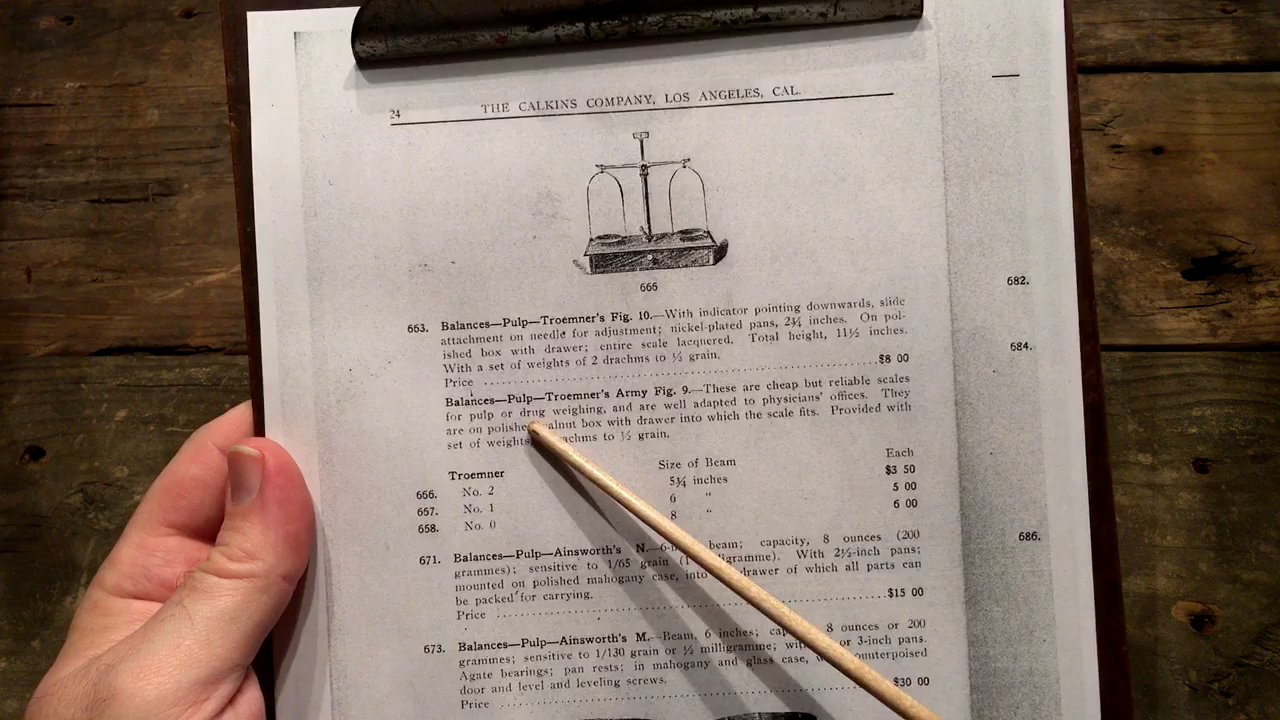 24
THE CALKINS COMPANY, LOS ANGELES, CAL.
666
663. Balances—Pulp—Troemner's Fig. 10.—With indicator pointing downwards, slide
attachment on needle for adjustment; nickel-plated pans, 2¾ inches. On pol-
ished box with drawer; entire scale lacquered. Total height, 11½ inches.
With a set of weights of 2 drachms to ½ grain.
Price $8 00
Balances—Pulp—Troemner's Army Fig. 9.—These are cheap but reliable scales
for pulp or drug weighing, and are well adapted to physicians' offices. They
are on polished walnut box with drawer into which the scale fits. Provided with
set of weights drachms to ½ grain.
Troemner Size of Beam Each
666. No. 2 5¼ inches $3 50
657. No. 1 6 " 5 00
658. No. 0 8 " 6 00
671. Balances—Pulp—Ainsworth's N.—6- beam; capacity, 8 ounces (200
grammes); sensitive to 1/65 grain (1 milligramme). With 2½-inch pans;
mounted on polished mahogany case, into drawer of which all parts can
be packed for carrying.
Price $15 00
673. Balances—Pulp—Ainsworth's M.—Beam, 6 inches; 8 ounces or 200
grammes; sensitive to 1/130 grain or ½ milligramme; or 3-inch pans.
Agate bearings; pan rests; in mahogany and glass case, counterpoised
door and level and leveling screws.
Price $30 00
682.
684.
686.